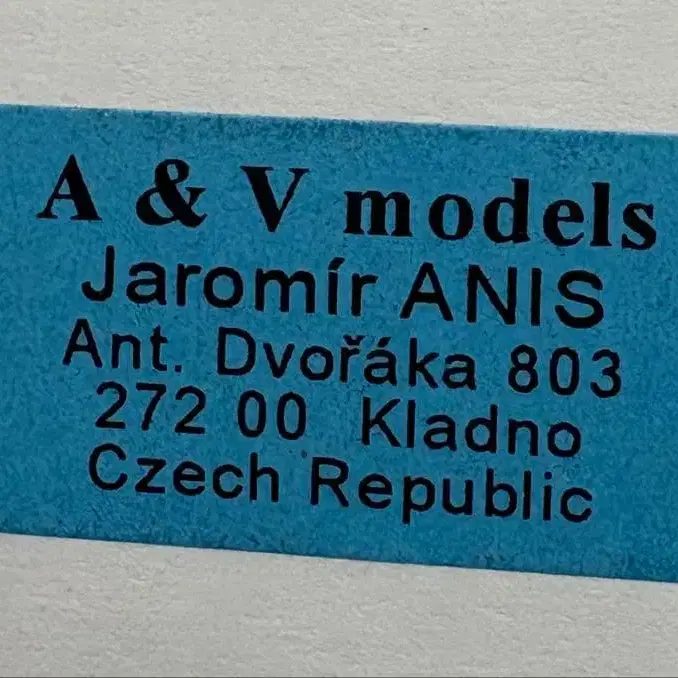 A & V models
Jaromír ANIS
Ant. Dvořáka 803
272 00 Kladno
Czech Republic